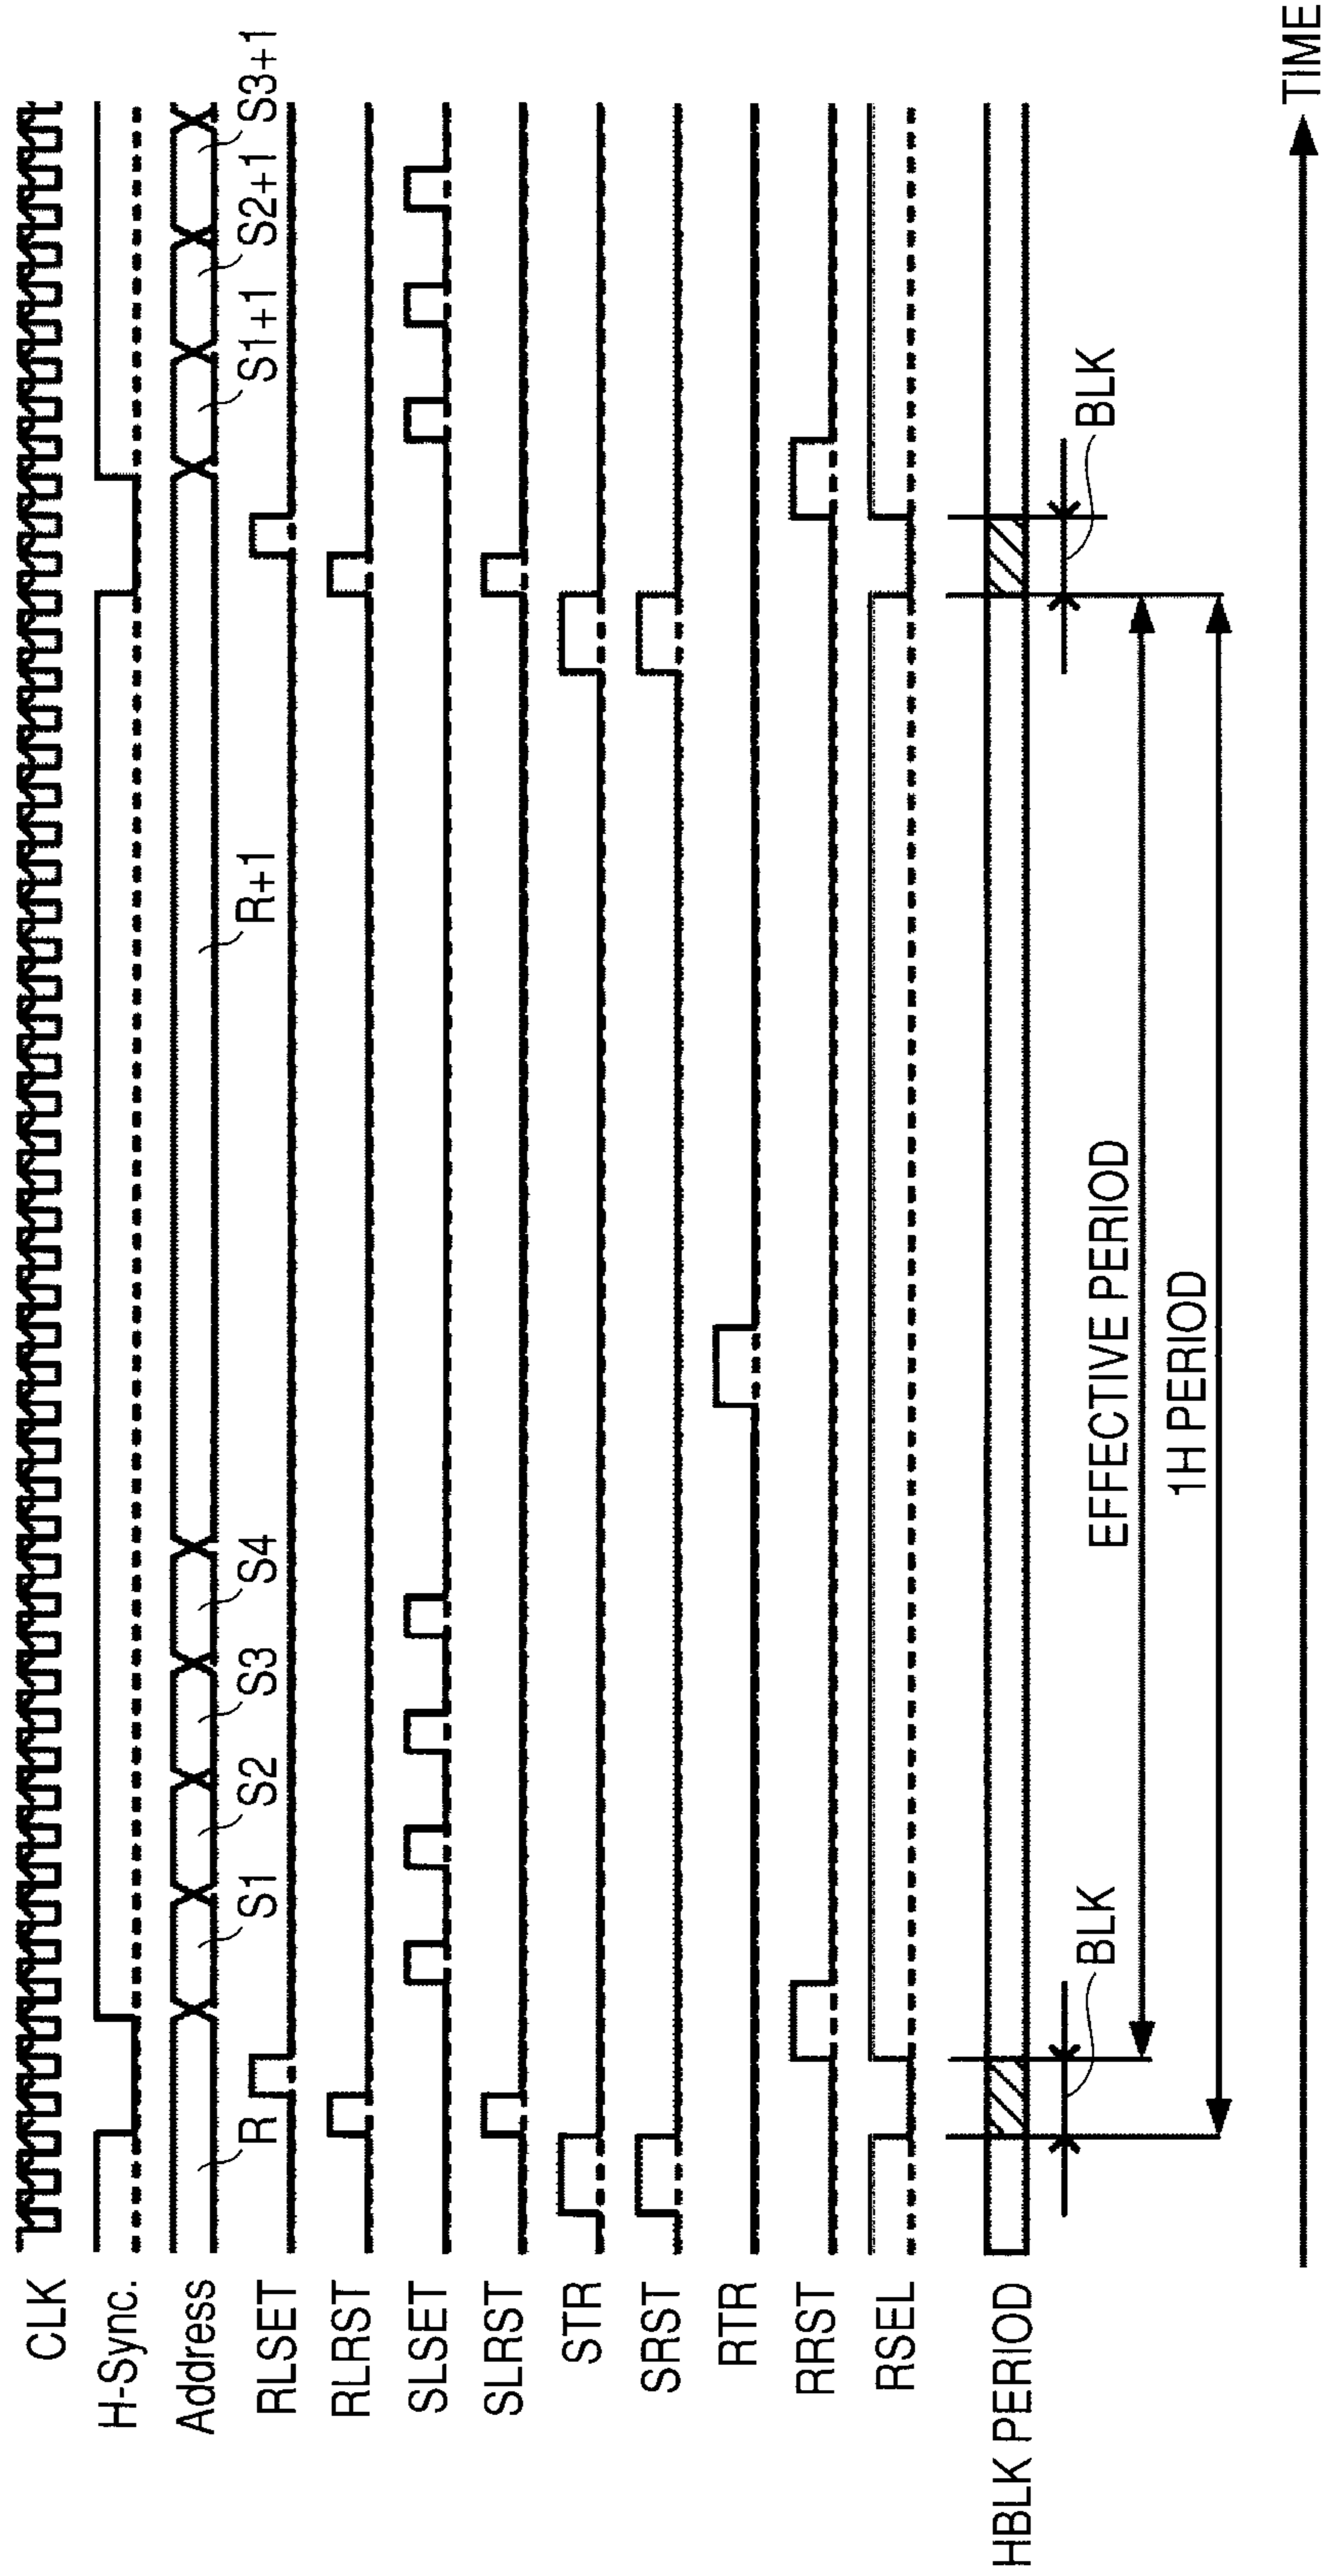 CLK
H-Sync.
Address
R
S1
S2
S3
S4
R+1
S1+1
S2+1
S3+1
RLSET
RLRST
SLSET
SLRST
STR
SRST
RTR
RRST
RSEL
HBLK PERIOD
BLK
BLK
EFFECTIVE PERIOD
1H PERIOD
TIME